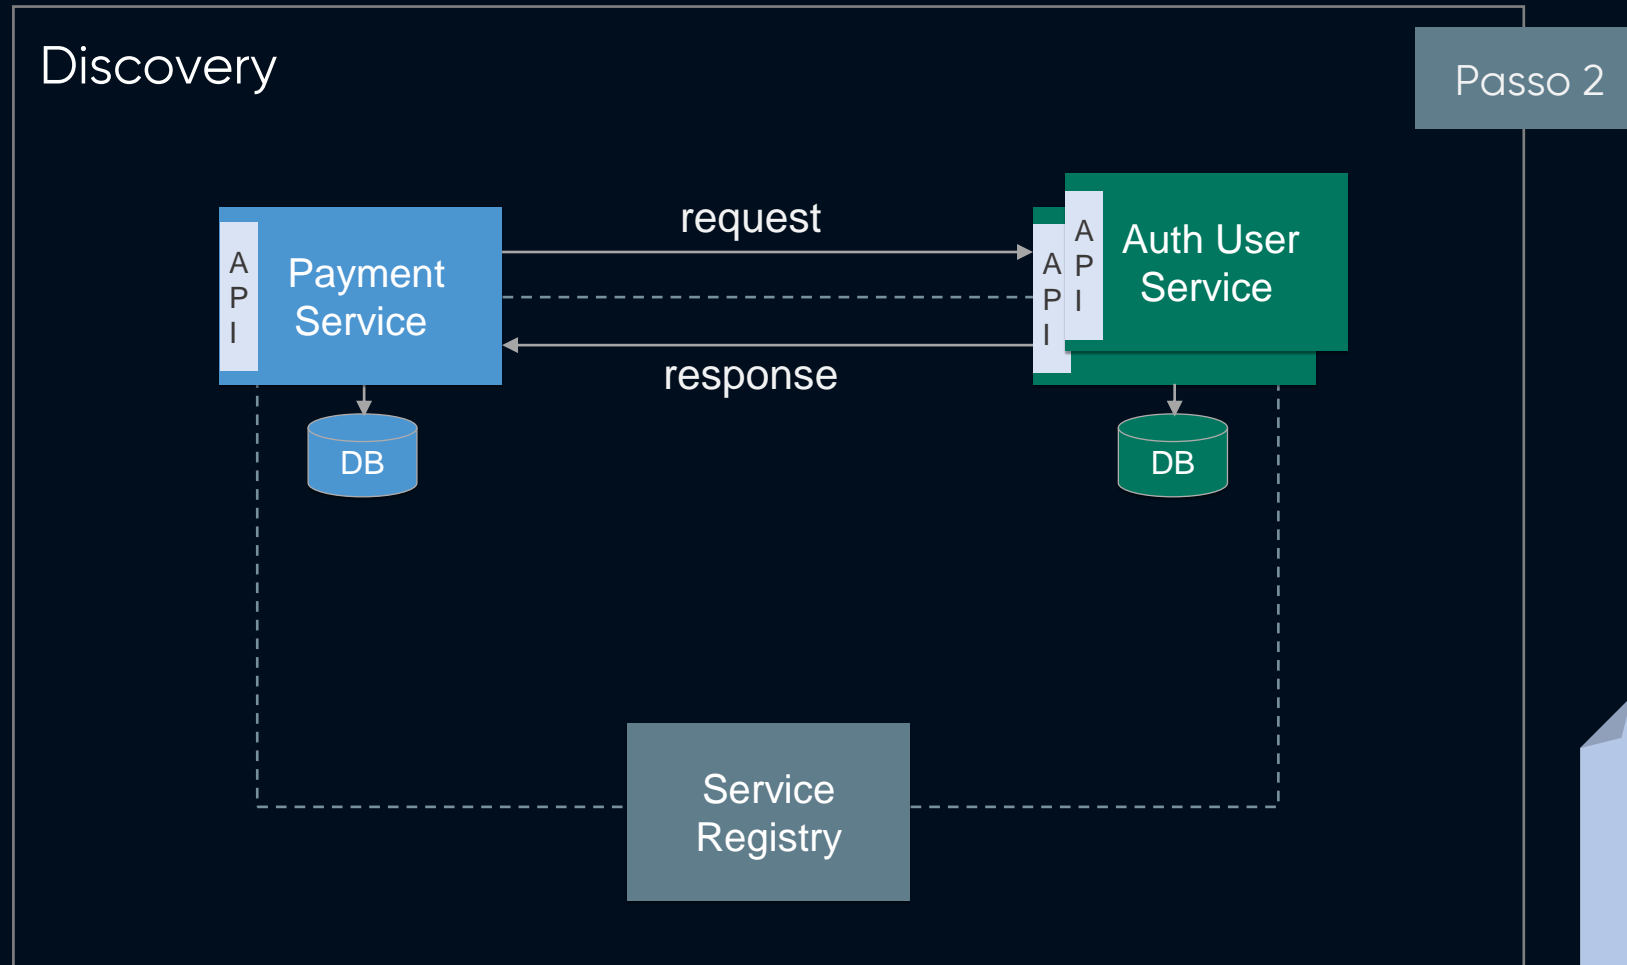 Discovery
Passo 2
request
A
P
I
Payment
Service
A
P
I
A
P
I
Auth User
Service
response
DB
DB
Service
Registry